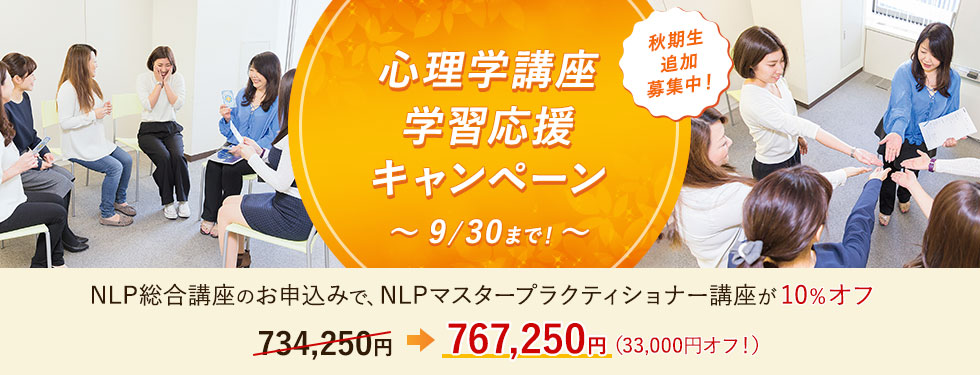 心理学講座
学習応援
キャンペーン
～ 9/30まで! ～
秋期生
追加
募集中!
NLP総合講座のお申込みで、NLPマスタープラクティショナー講座が10%オフ
734,250円 767,250円 (33,000円オフ!)